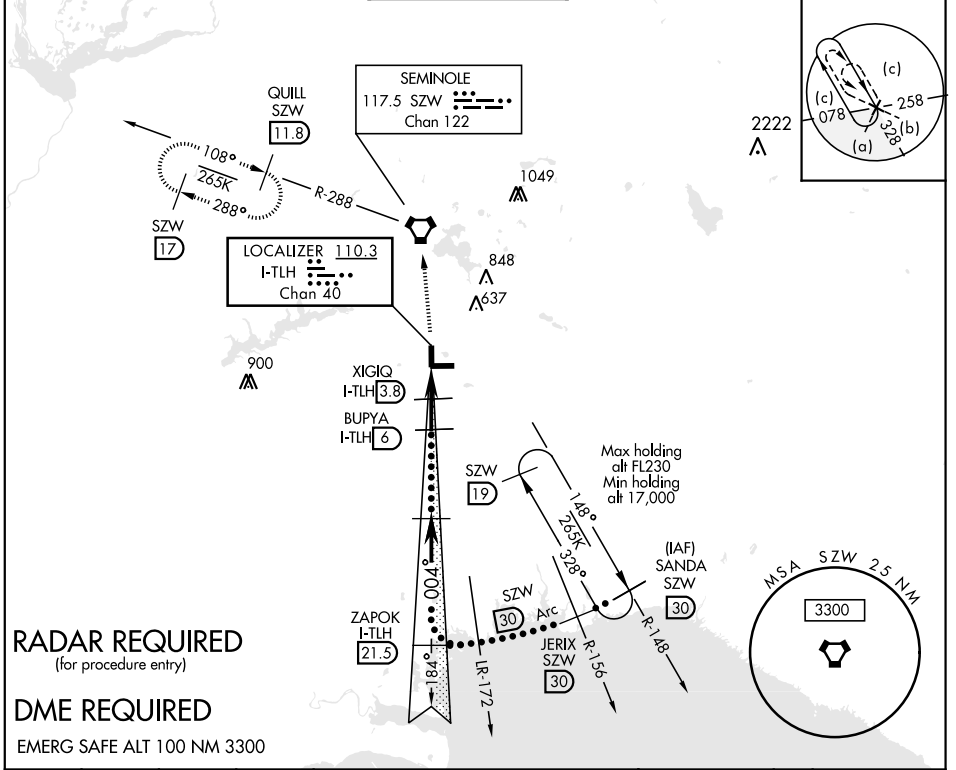 SEMINOLE
117.5 SZW
Chan 122
QUILL
SZW
11.8
108°
265K
288°
R-288
SZW
17
LOCALIZER 110.3
I-TLH
Chan 40
1049
848
637
900
2222
(c)
(c)
258
078
(b)
(a)
328
XIGIQ
I-TLH 3.8
BUPYA
I-TLH 6
SZW
19
Max holding
alt FL230
Min holding
alt 17,000
148°
265K
328°
(IAF)
SANDA
SZW
30
004°
SZW
30
Arc
ZAPOK
I-TLH
21.5
JERIX
SZW
30
184°
LR-172
R-156
R-148
MSA SZW 25 NM
3300
RADAR REQUIRED
(for procedure entry)
DME REQUIRED
EMERG SAFE ALT 100 NM 3300